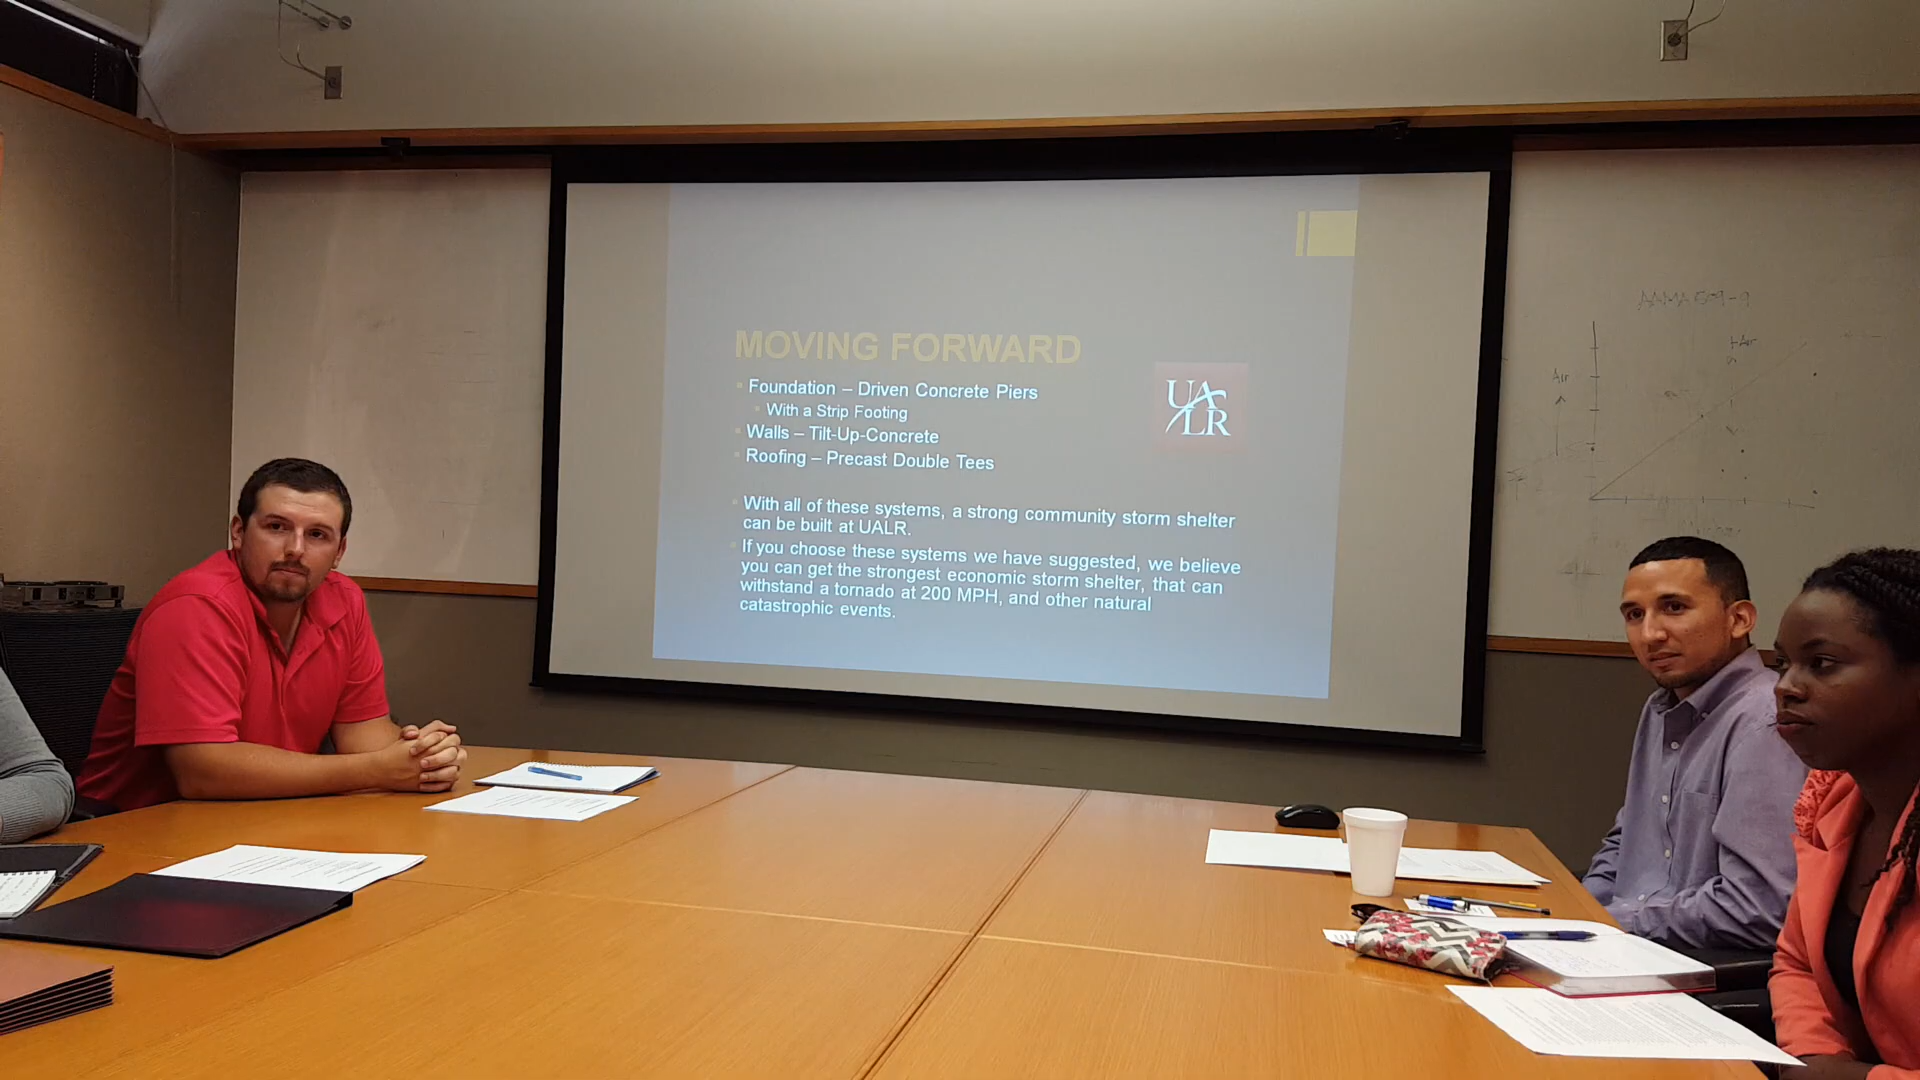 MOVING FORWARD
Foundation – Driven Concrete Piers
With a Strip Footing
Walls – Tilt-Up-Concrete
Roofing – Precast Double Tees
With all of these systems, a strong community storm shelter
can be built at UALR.
If you choose these systems we have suggested, we believe
you can get the strongest economic storm shelter, that can
withstand a tornado at 200 MPH, and other natural
catastrophic events.
UA
LR
Air